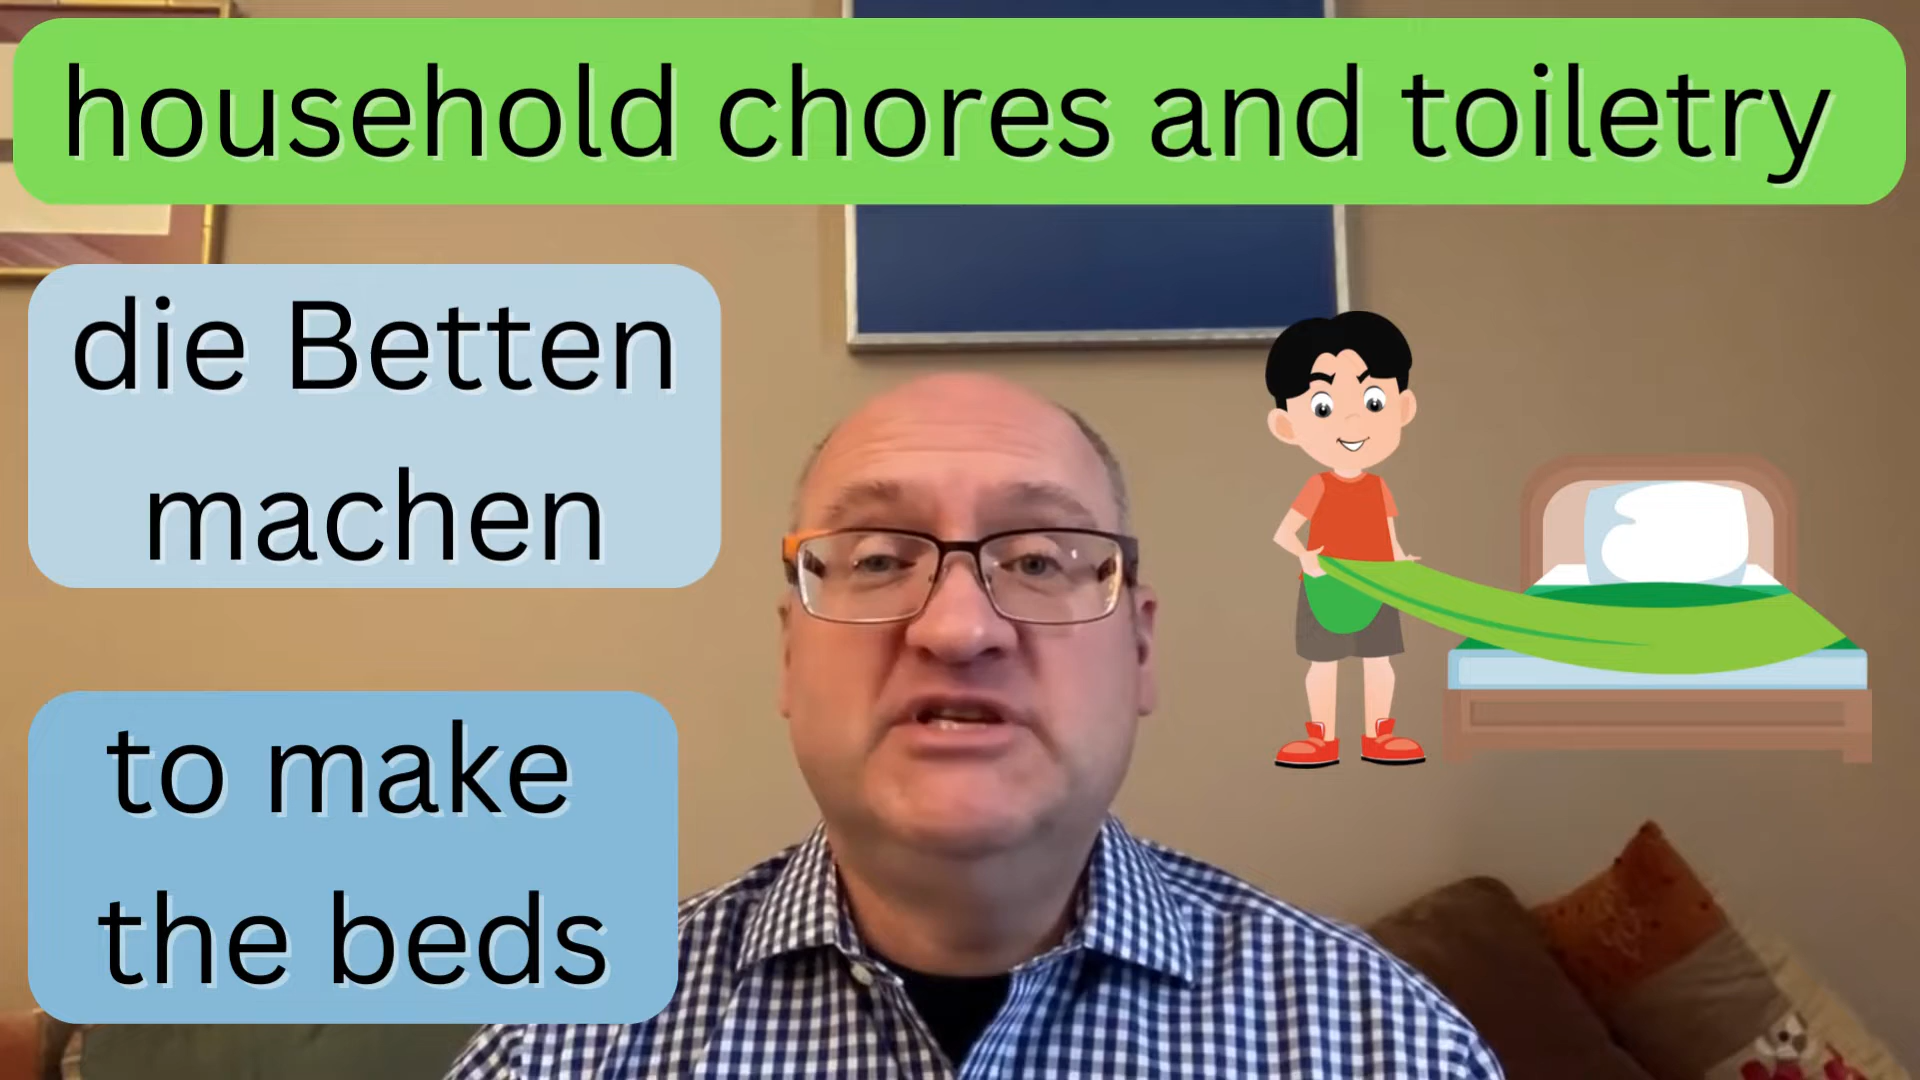 household chores and toiletry
die Betten
machen
to make
the beds